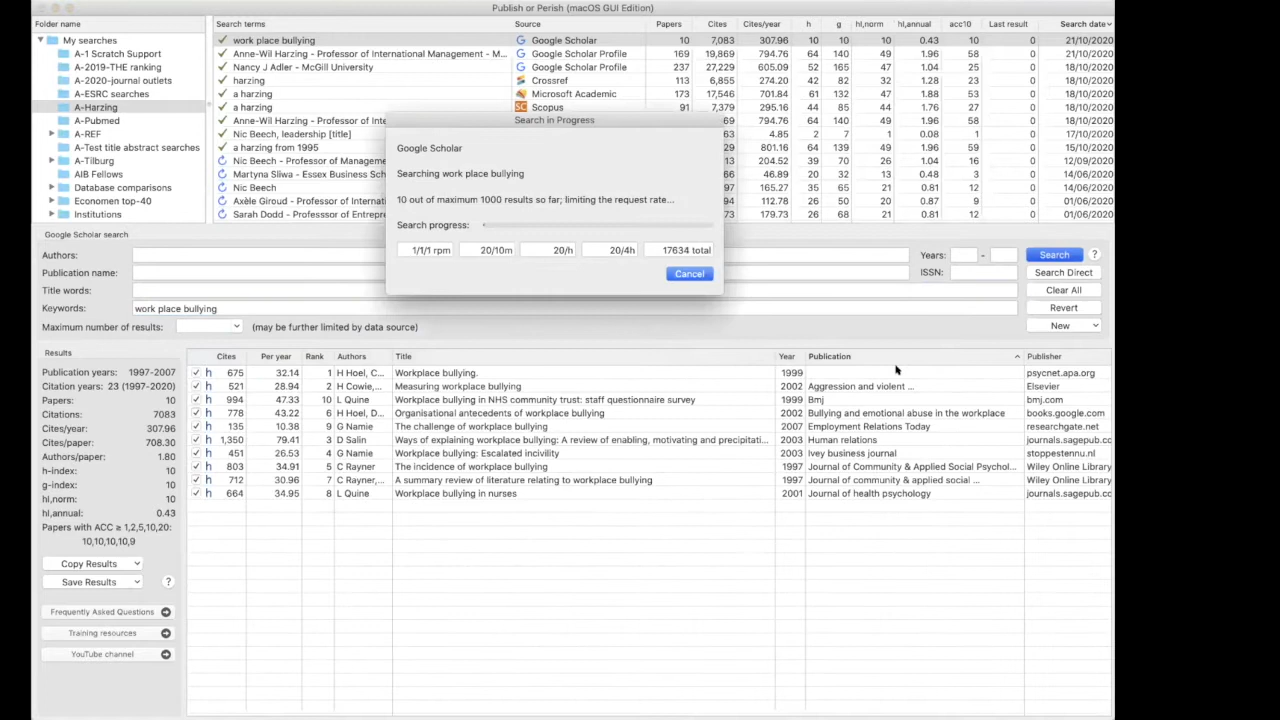 Publish or Perish (macOS GUI Edition)
Folder name
My searches
A-1 Scratch Support
A-2019-THE ranking
A-2020-journal outlets
A-ESRC searches
A-Harzing
A-Pubmed
A-REF
A-Test title abstract searches
A-Tilburg
AIB Fellows
Database comparisons
Economen top-40
Institutions
Search terms Source Papers Cites Cites/year h g hI,norm hI,annual acc10 Last result Search date
work place bullying Google Scholar 10 7,083 307.96 10 10 10 0.43 10 0 21/10/2020
Anne-Wil Harzing - Professor of International Management - M... Google Scholar Profile 169 19,869 794.76 64 140 49 1.96 58 0 18/10/2020
Nancy J Adler - McGill University Google Scholar Profile 237 27,029 605.09 52 165 47 1.04 55 0 18/10/2020
harzing Crossref 113 6,855 274.20 42 82 32 1.28 23 0 18/10/2020
a harzing Microsoft Academic 113 17,546 701.84 61 132 47 1.88 53 0 18/10/2020
a harzing Scopus 91 7,379 295.16 44 85 44 1.76 27 0 18/10/2020
Anne-Wil Harzing - Professor of Inte 794.76 64 140 49 1.96 58 0 18/10/2020
Nic Beech, leadership [title] 4.85 2 7 1 0.08 1 0 17/10/2020
a harzing from 1995 801.16 64 139 49 1.96 59 0 15/10/2020
Nic Beech - Professor of Manageme 204.52 39 70 26 1.04 16 0 12/09/2020
Martyna Sliwa - Essex Business Sch 46.89 20 32 13 0.48 3 0 14/06/2020
Nic Beech 165.27 35 65 21 0.81 12 0 14/06/2020
Axèle Giroud - Professor of Internati 112.78 26 50 20 0.87 9 0 01/06/2020
Sarah Dodd - Professor of Entrepre 179.73 26 68 21 0.81 12 0 01/06/2020
Search in Progress
Google Scholar
Searching work place bullying
10 out of maximum 1000 results so far; limiting the request rate...
Search progress:
1/1/1 rpm 20/10m 20/h 20/4h 17634 total
Cancel
Google Scholar search
Authors: Years: - Search ?
Publication name: ISSN: Search Direct
Title words: Clear All
Keywords: work place bullying Revert
Maximum number of results: (may be further limited by data source) New
Results
Publication years: 1997-2007
Citation years: 23 (1997-2020)
Papers: 10
Citations: 7083
Cites/year: 307.96
Cites/paper: 708.30
Authors/paper: 1.80
h-index: 10
g-index: 10
hI,norm: 10
hI,annual: 0.43
Papers with ACC ≥ 1,2,5,10,20:
10,10,10,10,9
Copy Results
Save Results ?
Frequently Asked Questions
Training resources
YouTube channel
Cites Per year Rank Authors Title Year Publication Publisher
h 675 32.14 1 H Hoel, C... Workplace bullying. 1999 psycnet.apa.org
h 521 28.94 2 H Cowie,... Measuring workplace bullying 2002 Aggression and violent ... Elsevier
h 994 47.33 10 L Quine Workplace bullying in NHS community trust: staff questionnaire survey 1999 Bmj bmj.com
h 778 43.22 6 H Hoel, D... Organisational antecedents of workplace bullying 2002 Bullying and emotional abuse in the workplace books.google.com
h 135 10.38 9 G Namie The challenge of workplace bullying 2007 Employment Relations Today researchgate.net
h 1,350 79.41 3 D Salin Ways of explaining workplace bullying: A review of enabling, motivating and precipitati... 2003 Human relations journals.sagepub.co
h 451 26.53 4 G Namie Workplace bullying: Escalated incivility 2003 Ivey business journal stoppestennu.nl
h 803 34.91 5 C Rayner The incidence of workplace bullying 1997 Journal of Community & Applied Social Psychol... Wiley Online Library
h 712 30.96 7 C Rayner,... A summary review of literature relating to workplace bullying 1997 Journal of community & applied social ... Wiley Online Library
h 664 34.95 8 L Quine Workplace bullying in nurses 2001 Journal of health psychology journals.sagepub.co